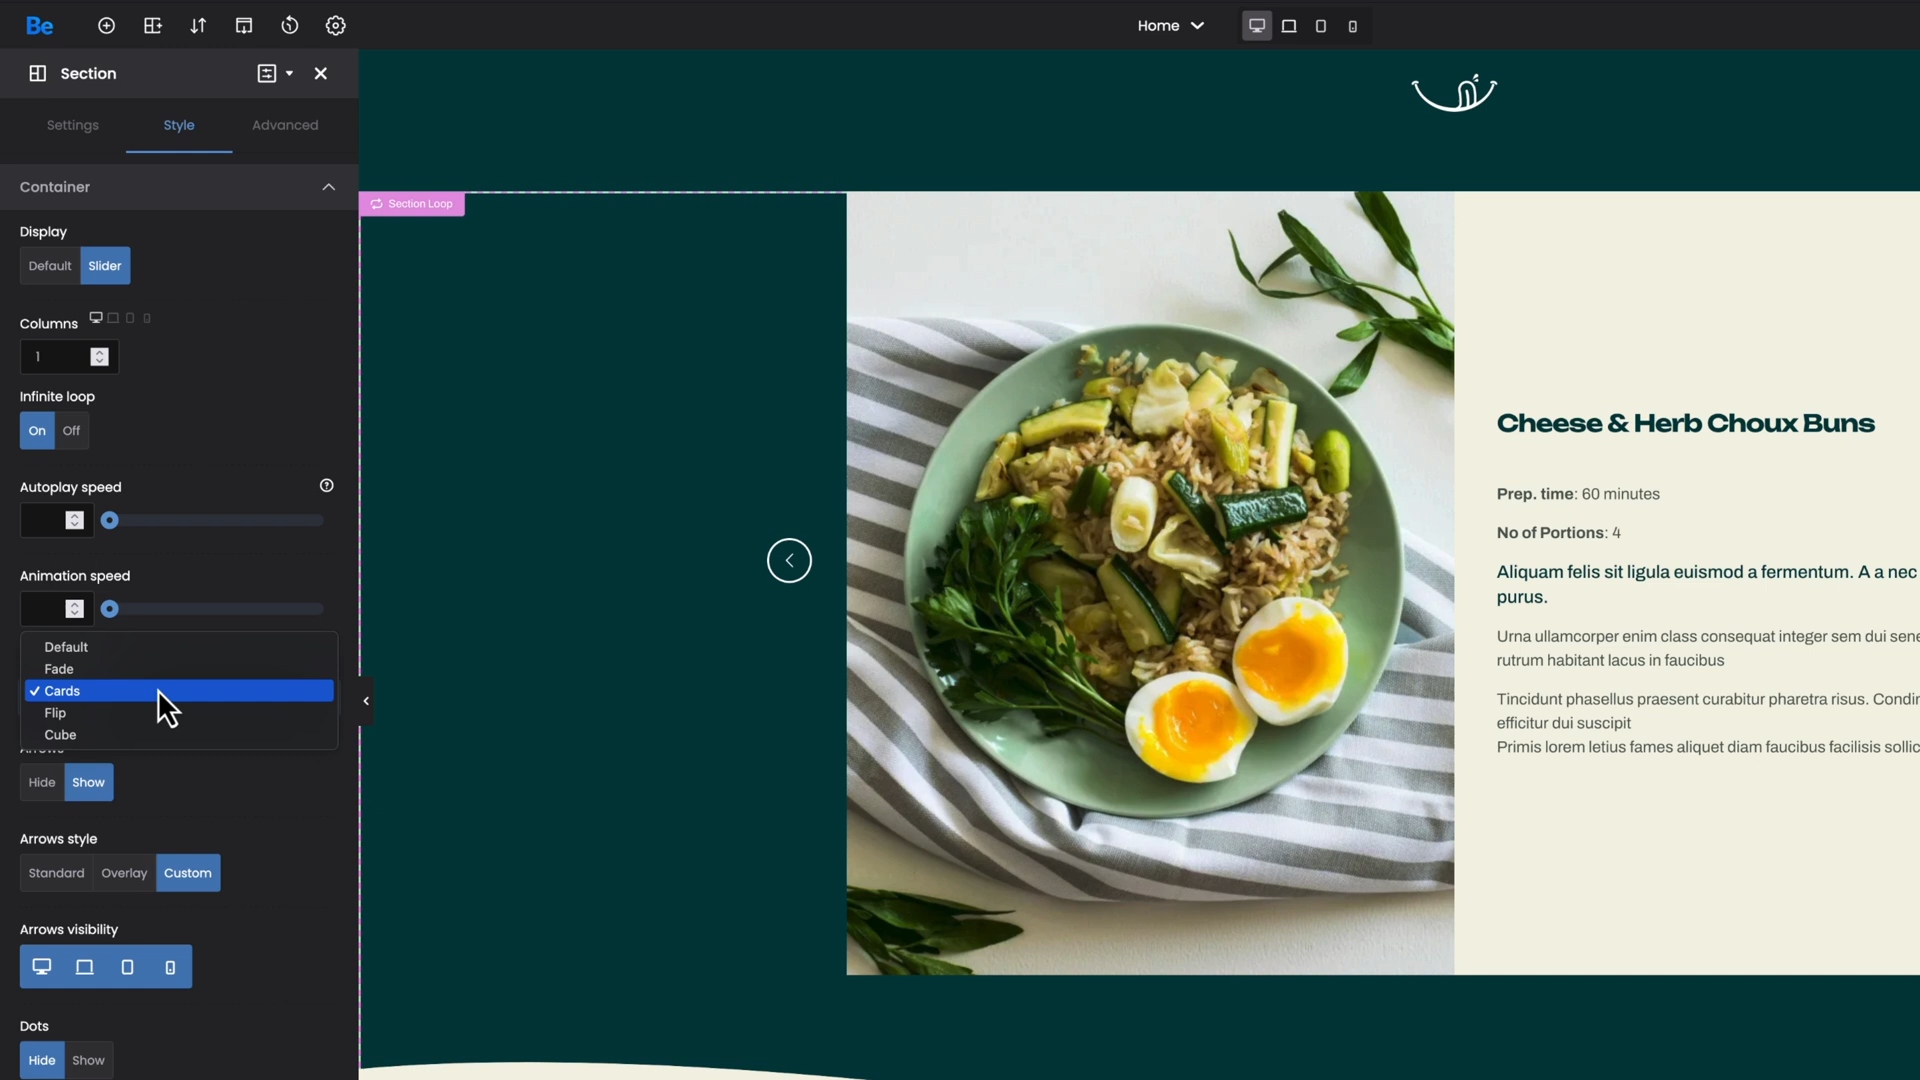 Be
Home
Section
Settings
Style
Advanced
Container
Section Loop
Display
Default
Slider
Columns
1
Infinite loop
On
Off
Autoplay speed
Animation speed
Default
Fade
✓ Cards
Flip
Cube
Arrows
Hide
Show
Arrows style
Standard
Overlay
Custom
Arrows visibility
Dots
Hide
Show
Cheese & Herb Choux Buns
Prep. time: 60 minutes
No of Portions: 4
Aliquam felis sit ligula euismod a fermentum. A a nec
purus.
Urna ullamcorper enim class consequat integer sem dui sene
rutrum habitant lacus in faucibus
Tincidunt phasellus praesent curabitur pharetra risus. Condir
efficitur dui suscipit
Primis lorem letius fames aliquet diam faucibus facilisis sollic